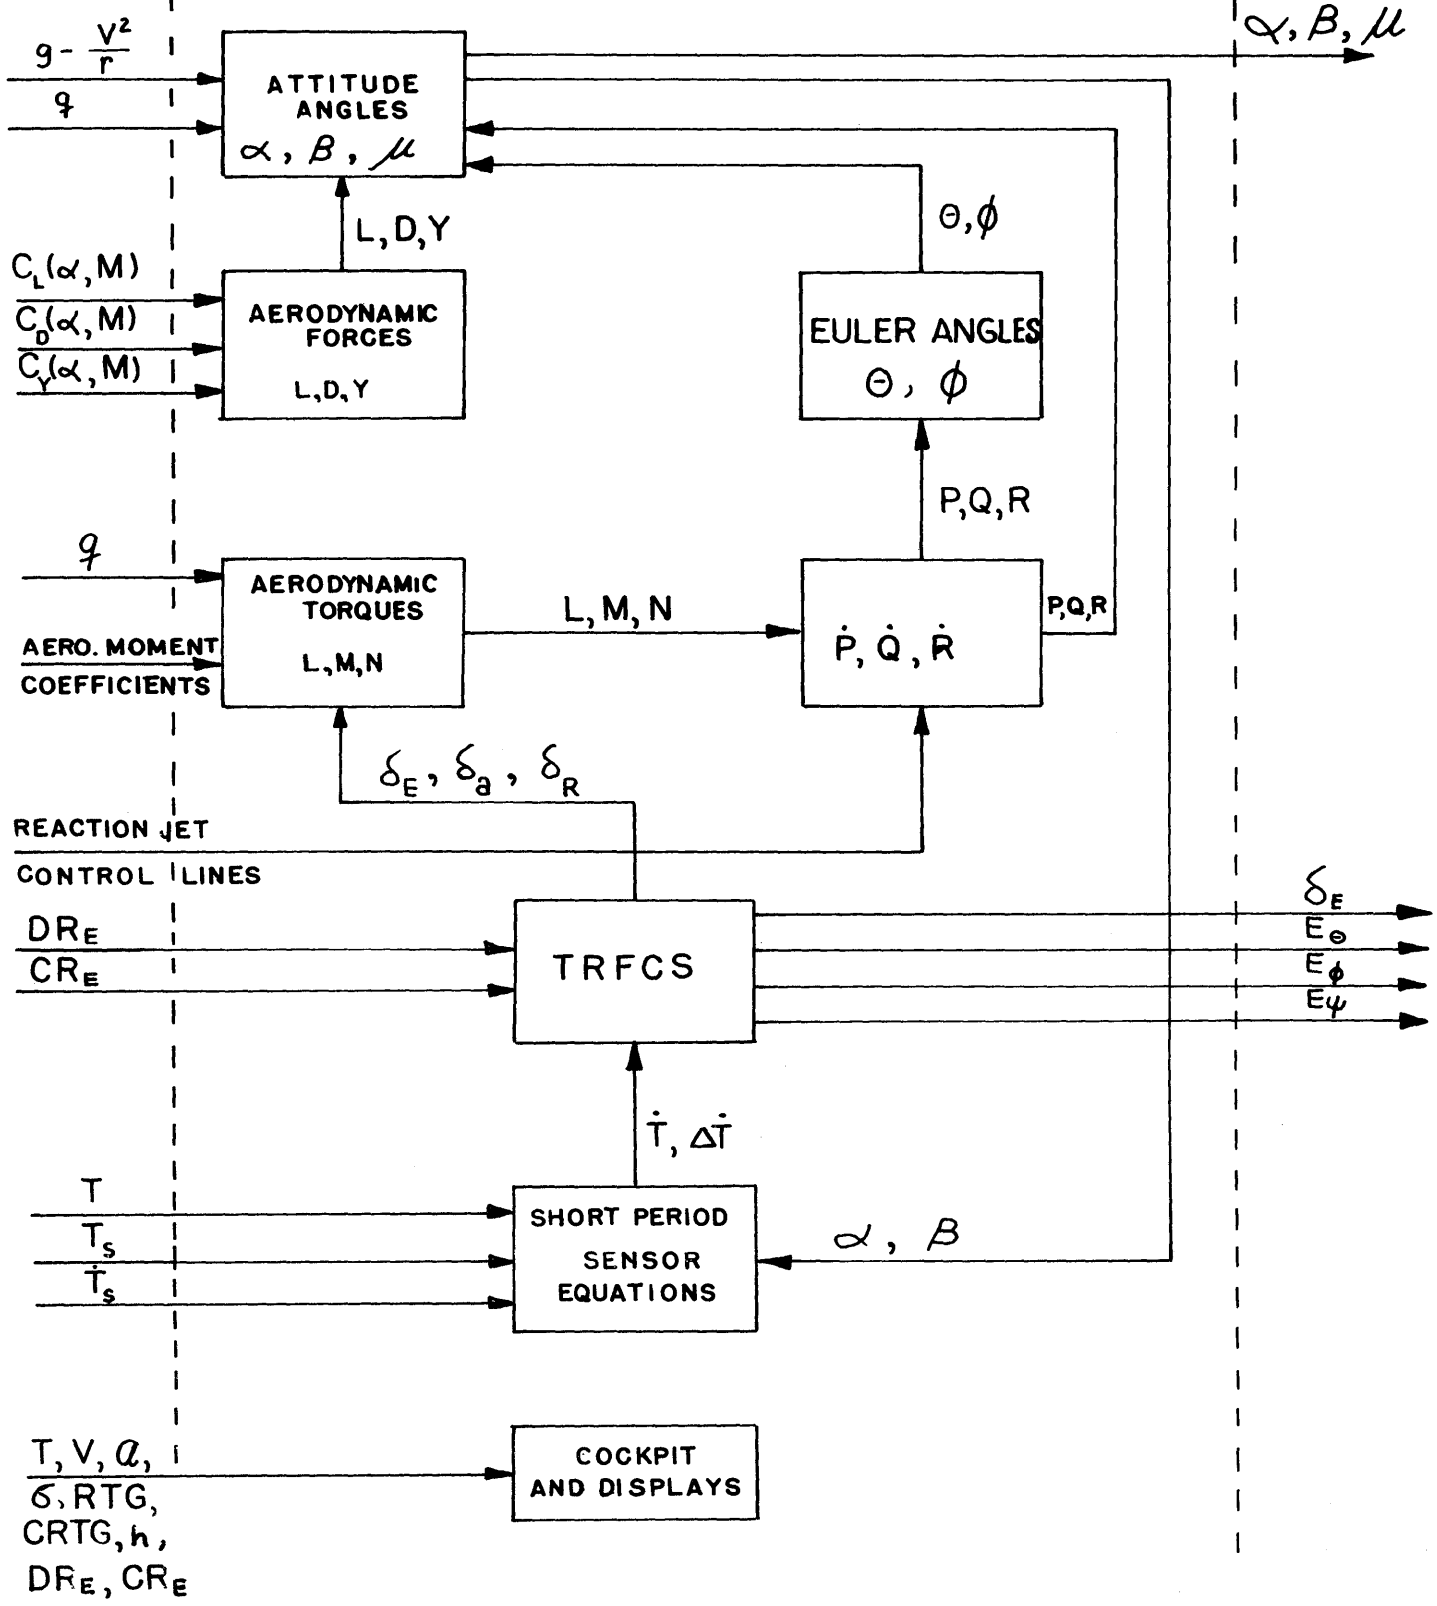 α, β, μ
g - V²/r
q
ATTITUDE
ANGLES
α, β, μ
L, D, Y
Θ, ϕ
C_L(α, M)
C_D(α, M)
C_Y(α, M)
AERODYNAMIC
FORCES
L, D, Y
EULER ANGLES
Θ, ϕ
P, Q, R
q
AERODYNAMIC
TORQUES
L, M, N
AERO. MOMENT
COEFFICIENTS
L, M, N
Ṗ, Q̇, Ṙ
P, Q, R
δ_E, δ_a, δ_R
REACTION JET
CONTROL LINES
DR_E
CR_E
TRFCS
δ_E
E_Θ
E_ϕ
E_ψ
Ṫ, ΔṪ
T
T_s
Ṫ_s
SHORT PERIOD
SENSOR
EQUATIONS
α, β
T, V, a,
σ, RTG,
CRTG, h,
DR_E, CR_E
COCKPIT
AND DISPLAYS